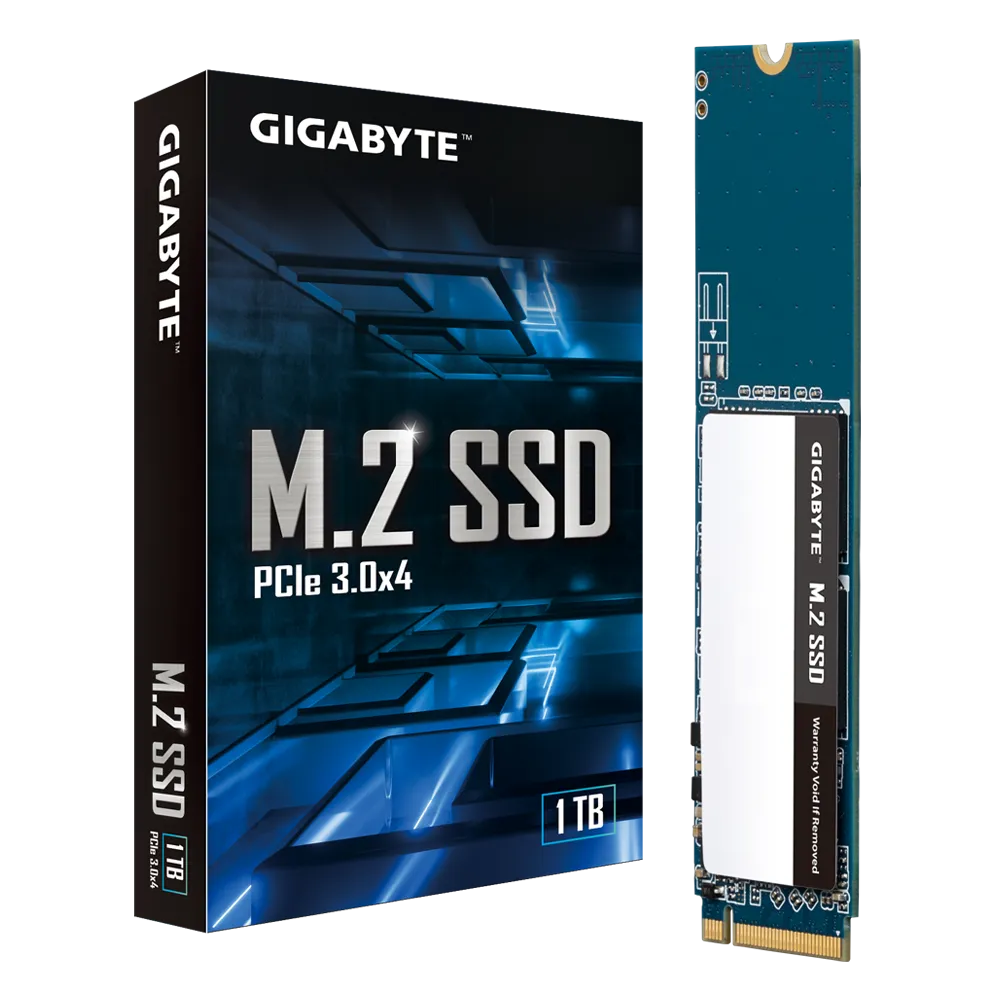 GIGABYTE™
M.2 SSD
PCIe 3.0x4
1 TB
GIGABYTE™
M.2 SSD
1 TB
PCIe 3.0x4
GIGABYTE™ M.2 SSD
Warranty Void If Removed